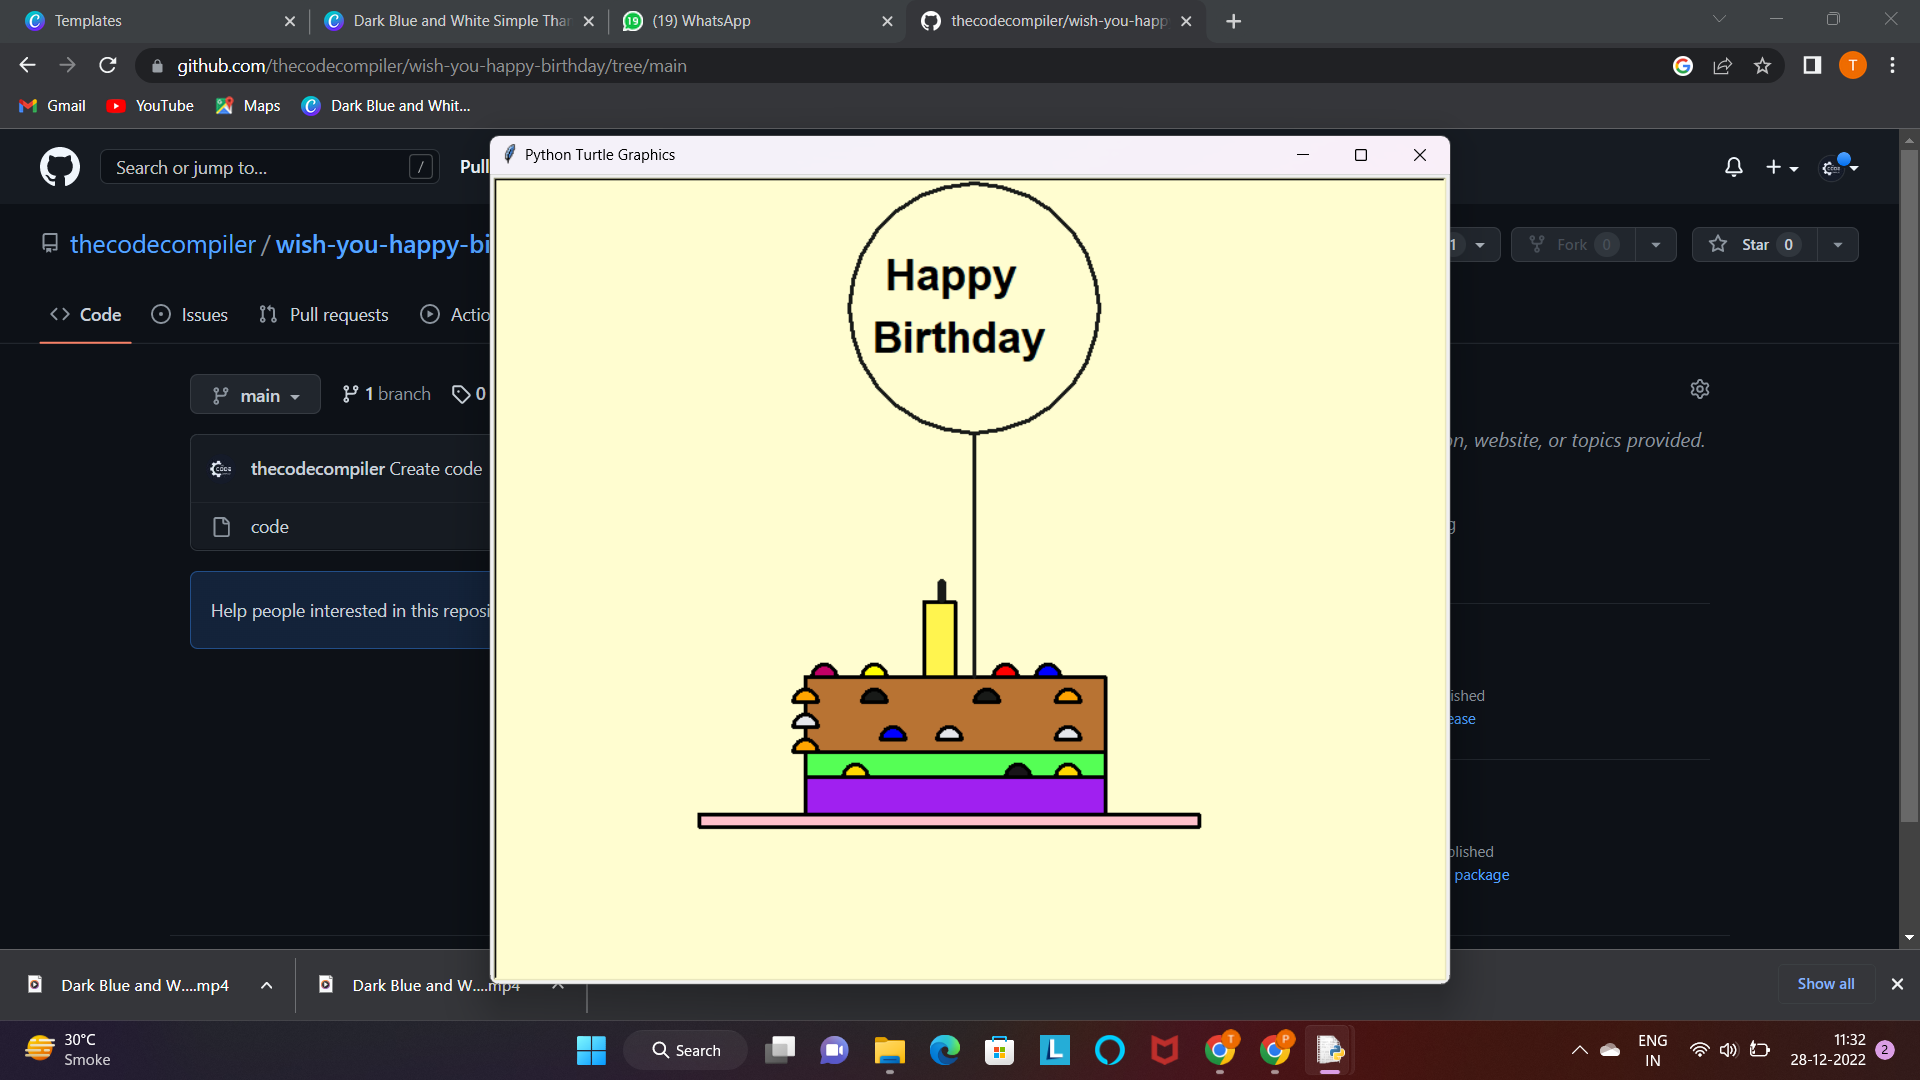 Templates
Dark Blue and White Simple Than
(19) WhatsApp
thecodecompiler/wish-you-happy
github.com/thecodecompiler/wish-you-happy-birthday/tree/main
T
Gmail
YouTube
Maps
Dark Blue and Whit...
Python Turtle Graphics
Search or jump to...
/
Pull
thecodecompiler / wish-you-happy-bi
1
Fork 0
Star 0
Code
Issues
Pull requests
Actio
Happy
Birthday
main
1 branch
0
on, website, or topics provided.
thecodecompiler Create code
code
Help people interested in this reposi
ished
ease
blished
package
Dark Blue and W....mp4
Dark Blue and W....mp4
Show all
30°C
Smoke
Search
T
P
ENG
IN
11:32
28-12-2022
2